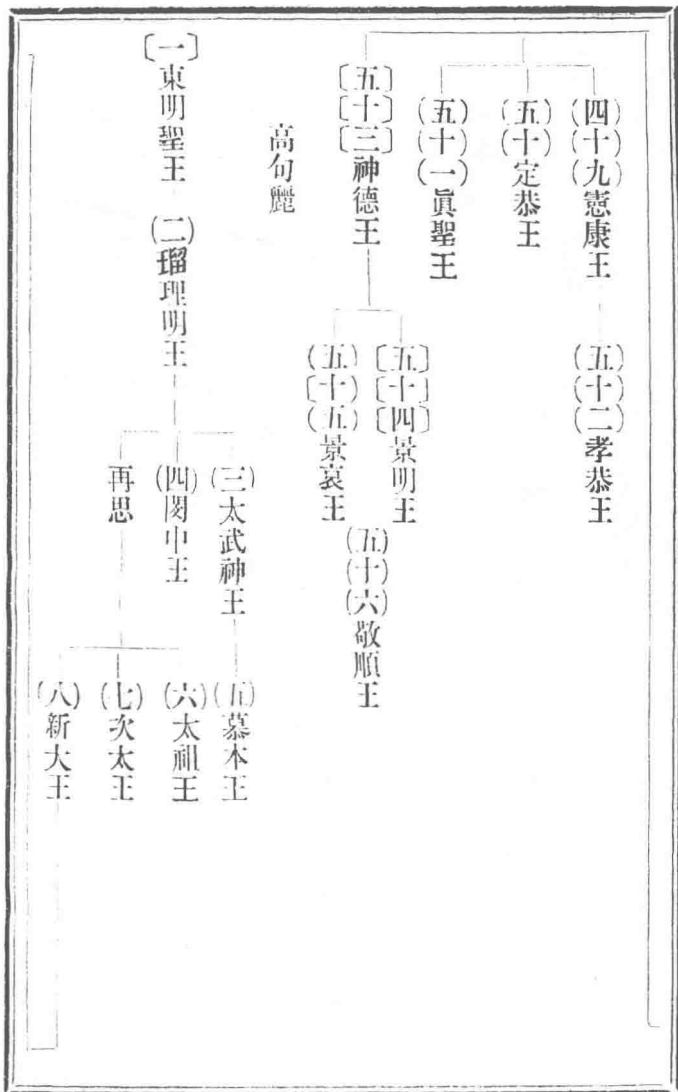 (四十九)憲康王
(五十二)孝恭王
(五十)定恭王
(五十一)眞聖王
〔五十三〕神德王
〔五十四〕景明王
(五十五)景哀王
(五十六)敬順王
高句麗
〔一〕東明聖王
(二)瑠理明王
(三)太武神王
(五)慕本王
(四)閔中王
再思
(六)太祖王
(七)次太王
(八)新大王